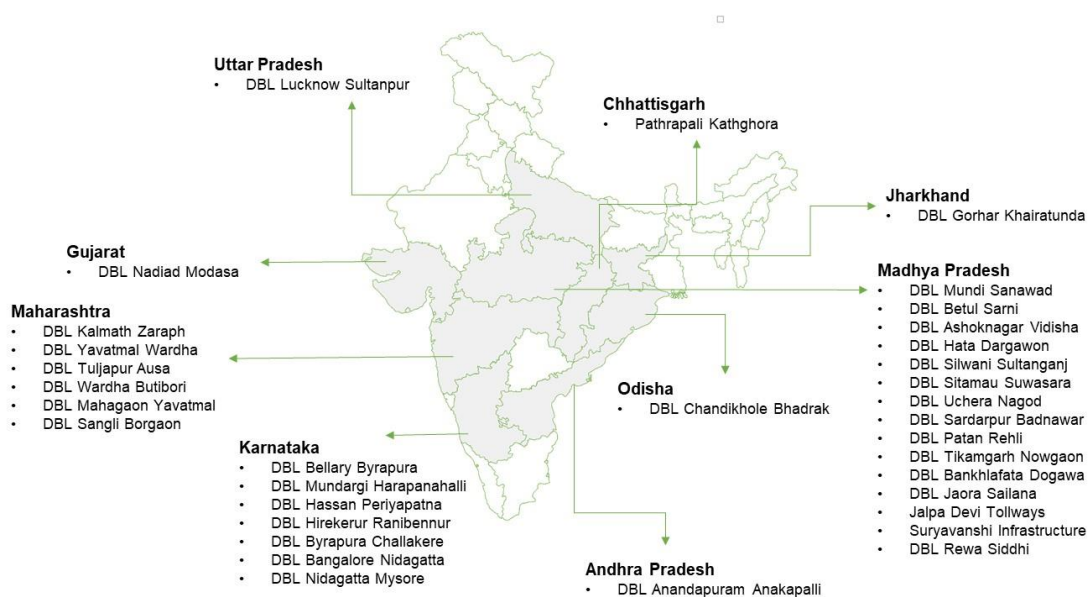 Uttar Pradesh
• DBL Lucknow Sultanpur
Chhattisgarh
• Pathrapali Kathghora
Jharkhand
• DBL Gorhar Khairatunda
Gujarat
• DBL Nadiad Modasa
Maharashtra
• DBL Kalmath Zaraph
• DBL Yavatmal Wardha
• DBL Tuljapur Ausa
• DBL Wardha Butibori
• DBL Mahagaon Yavatmal
• DBL Sangli Borgaon
Madhya Pradesh
• DBL Mundi Sanawad
• DBL Betul Sarni
• DBL Ashoknagar Vidisha
• DBL Hata Dargawon
• DBL Silwani Sultanganj
• DBL Sitamau Suwasara
• DBL Uchera Nagod
• DBL Sardarpur Badnawar
• DBL Patan Rehli
• DBL Tikamgarh Nowgaon
• DBL Bankhlafata Dogawa
• DBL Jaora Sailana
• Jalpa Devi Tollways
• Suryavanshi Infrastructure
• DBL Rewa Siddhi
Odisha
• DBL Chandikhole Bhadrak
Karnataka
• DBL Bellary Byrapura
• DBL Mundargi Harapanahalli
• DBL Hassan Periyapatna
• DBL Hirekerur Ranibennur
• DBL Byrapura Challakere
• DBL Bangalore Nidagatta
• DBL Nidagatta Mysore
Andhra Pradesh
• DBL Anandapuram Anakapalli